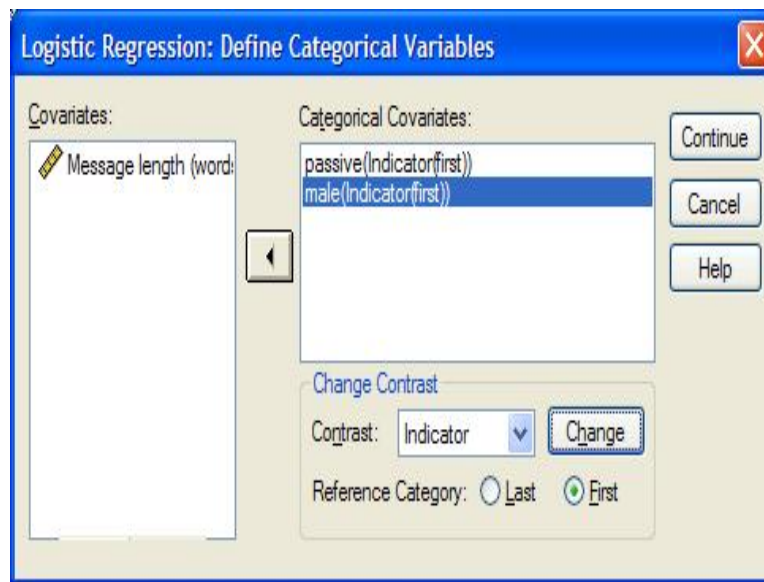 Logistic Regression: Define Categorical Variables
Covariates:
Message length (words
Categorical Covariates:
passive(Indicator(first))
male(Indicator(first))
Continue
Cancel
Help
Change Contrast
Contrast: Indicator Change
Reference Category: Last First